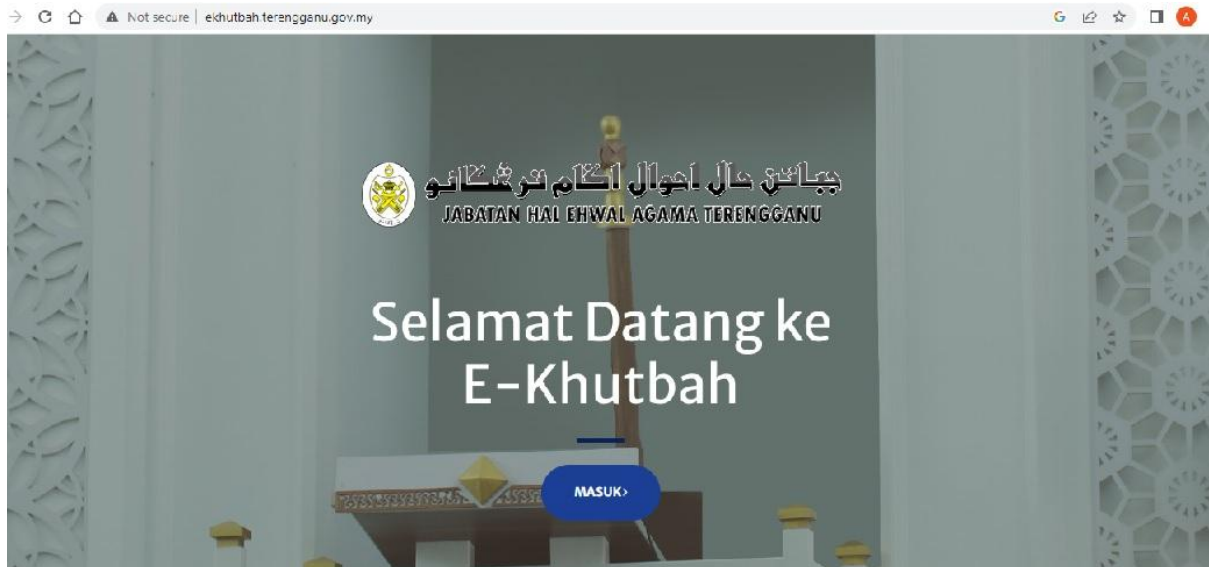 Not secure | ekhutbah.terengganu.gov.my
G
A
جباتن حال احوال اݢام ترڠݢانو
JABATAN HAL EHWAL AGAMA TERENGGANU
Selamat Datang ke
E-Khutbah
MASUK>